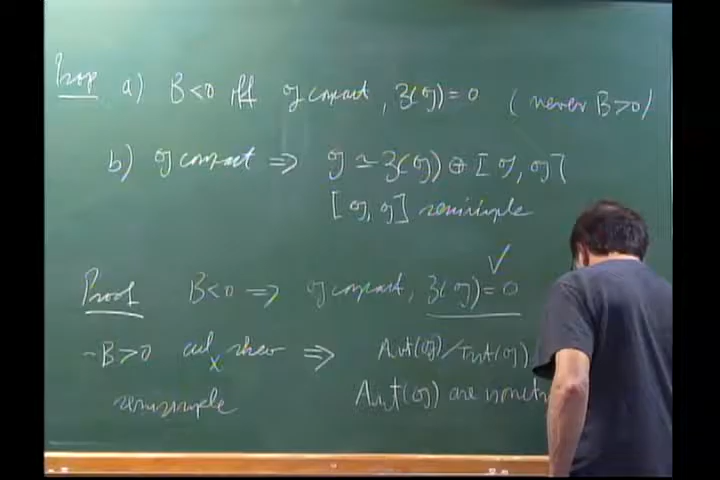 Prop a) B<0 iff 𝔤 compact, 𝔷(𝔤)=0 (never B>0)
b) 𝔤 compact ⇒ 𝔤 ≃ 𝔷(𝔤) ⊕ [𝔤, 𝔤]
[𝔤, 𝔤] semisimple
✓
Proof B<0 ⇒ 𝔤 compact, 𝔷(𝔤)=0
-B>0 ad x skew ⇒ Aut(𝔤)/Int(𝔤)
semisimple Aut(𝔤) are